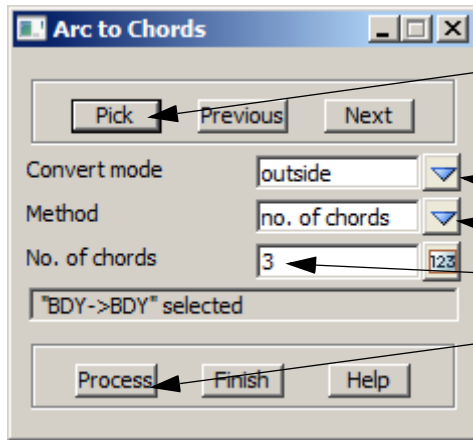 Arc to Chords
Pick Previous Next
Convert mode outside
Method no. of chords
No. of chords 3 123
"BDY->BDY" selected
Process Finish Help